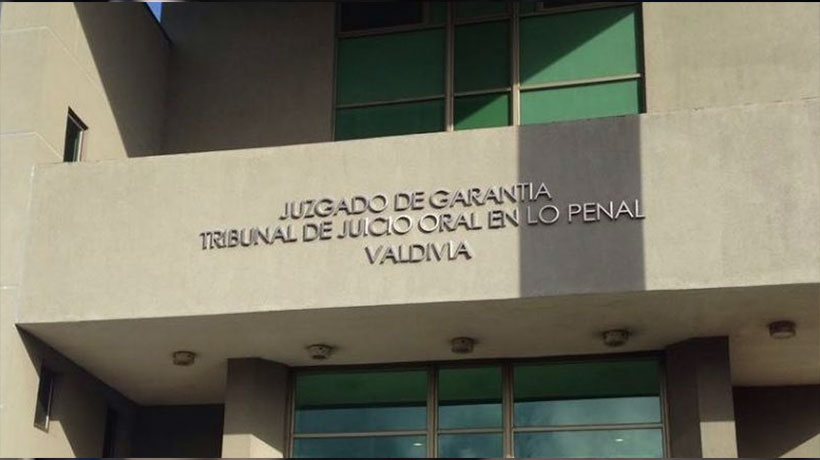 JUZGADO DE GARANTIA
TRIBUNAL DE JUICIO ORAL EN LO PENAL
VALDIVIA